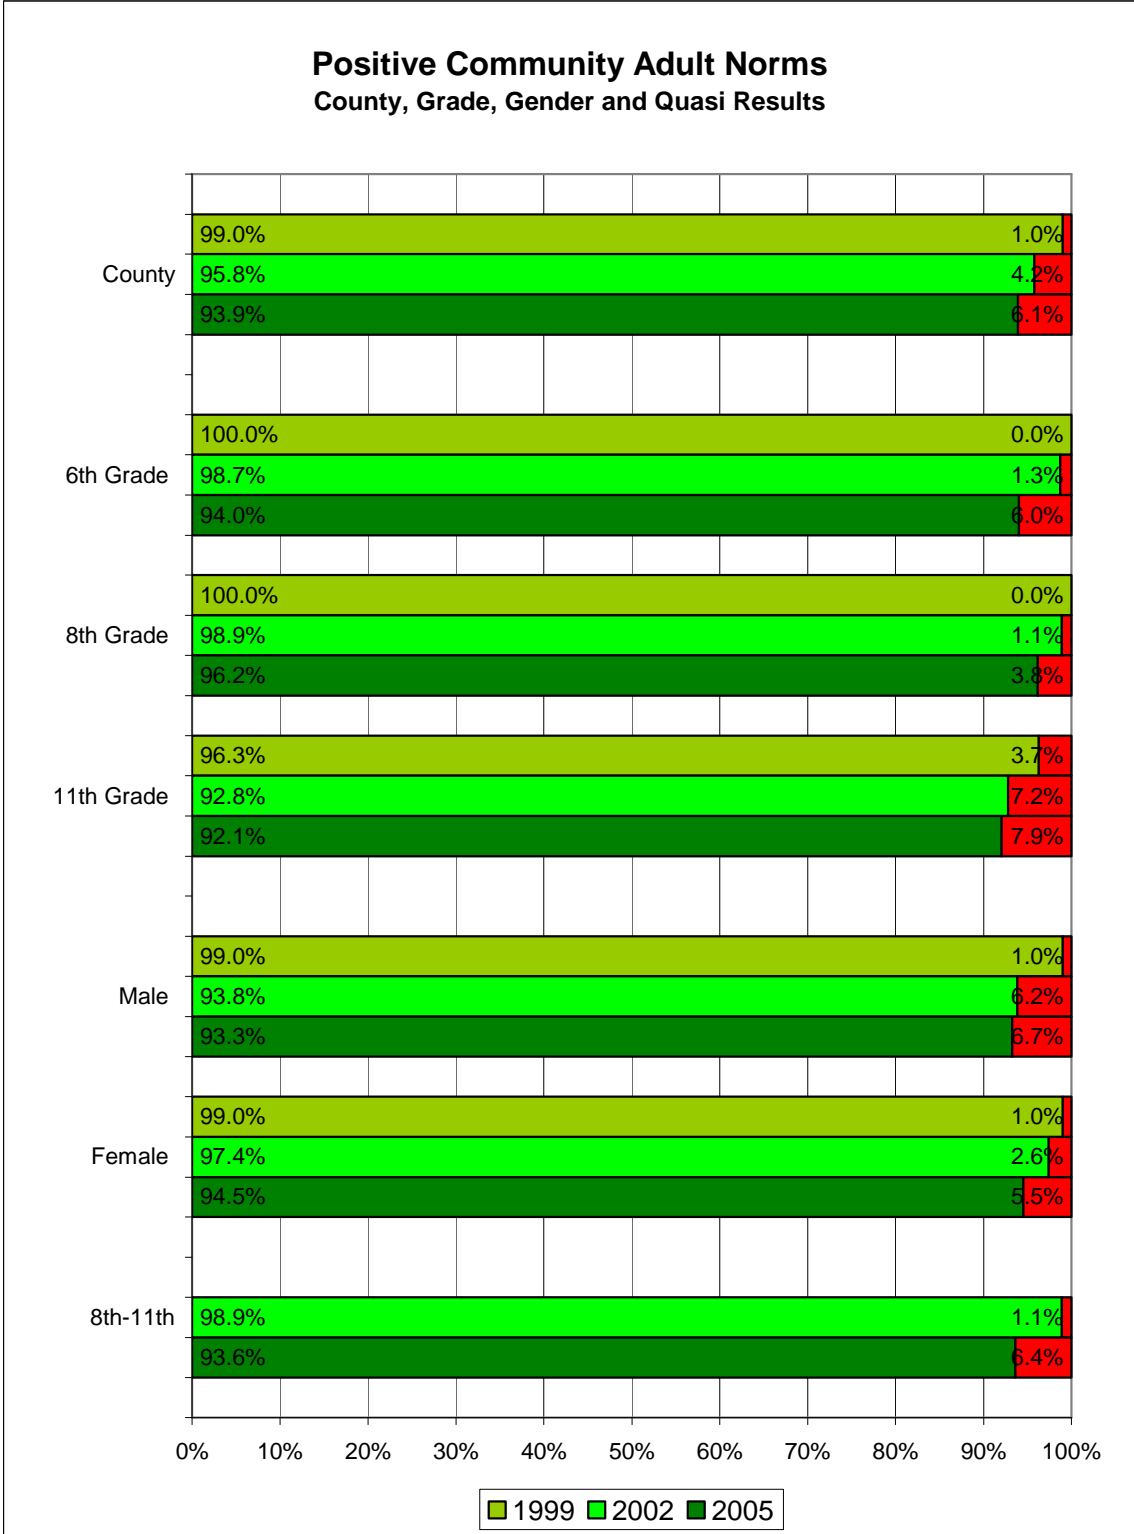 Positive Community Adult Norms
County, Grade, Gender and Quasi Results
99.0% 1.0%
County 95.8% 4.2%
93.9% 6.1%
100.0% 0.0%
6th Grade 98.7% 1.3%
94.0% 6.0%
100.0% 0.0%
8th Grade 98.9% 1.1%
96.2% 3.8%
96.3% 3.7%
11th Grade 92.8% 7.2%
92.1% 7.9%
99.0% 1.0%
Male 93.8% 6.2%
93.3% 6.7%
99.0% 1.0%
Female 97.4% 2.6%
94.5% 5.5%
8th-11th 98.9% 1.1%
93.6% 6.4%
0% 10% 20% 30% 40% 50% 60% 70% 80% 90% 100%
1999 2002 2005